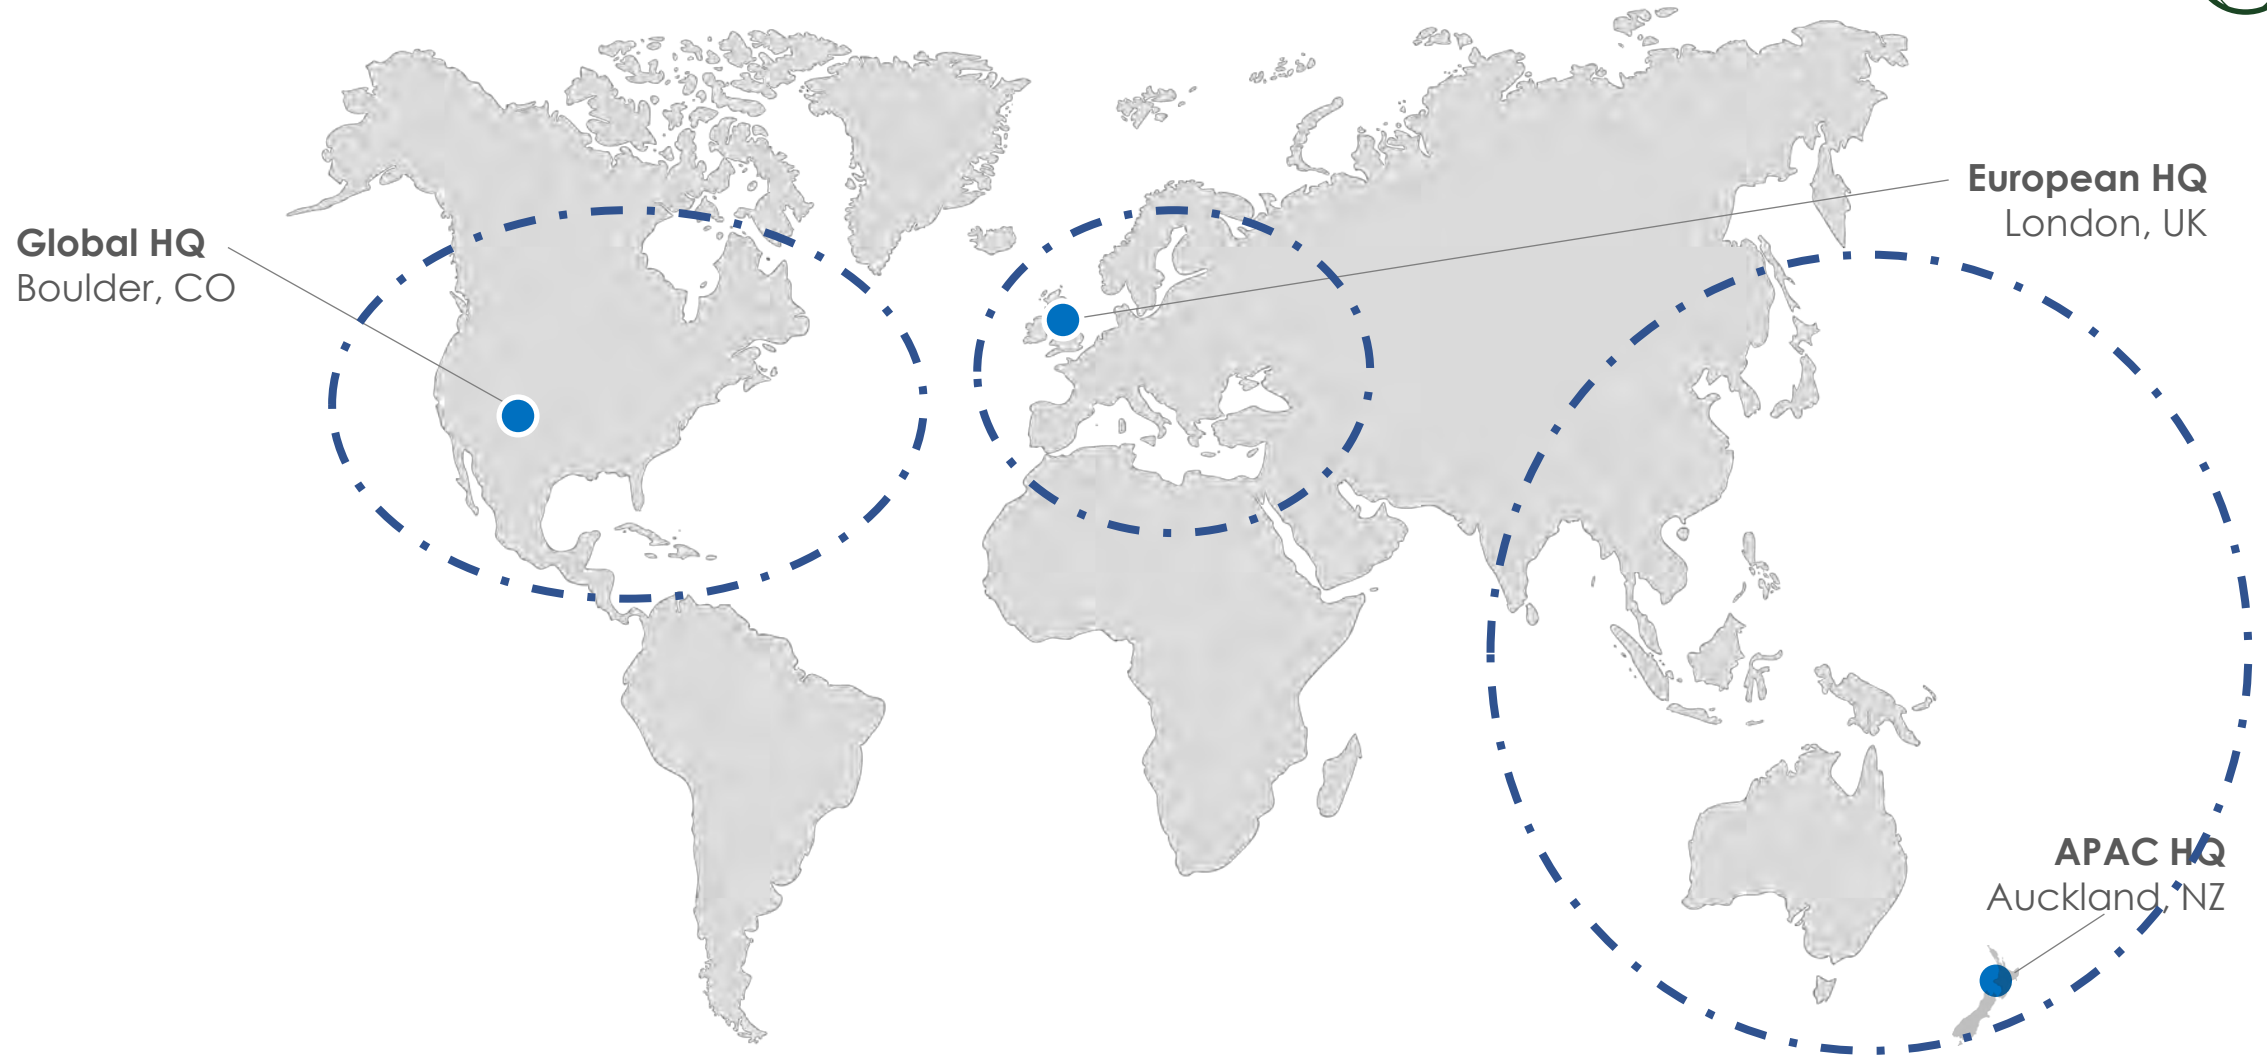 Global HQ
Boulder, CO
European HQ
London, UK
APAC HQ
Auckland, NZ